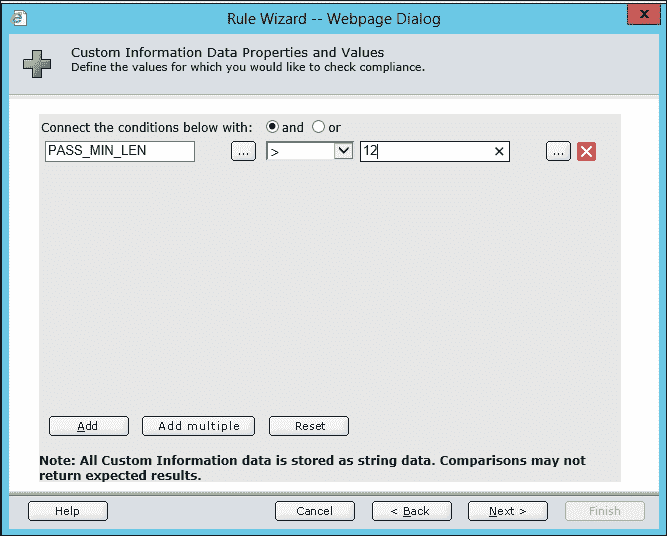 Rule Wizard -- Webpage Dialog
x
Custom Information Data Properties and Values
Define the values for which you would like to check compliance.
Connect the conditions below with: and or
PASS_MIN_LEN ... > 12 × ... ×
Add Add multiple Reset
Note: All Custom Information data is stored as string data. Comparisons may not
return expected results.
Help Cancel < Back Next > Finish